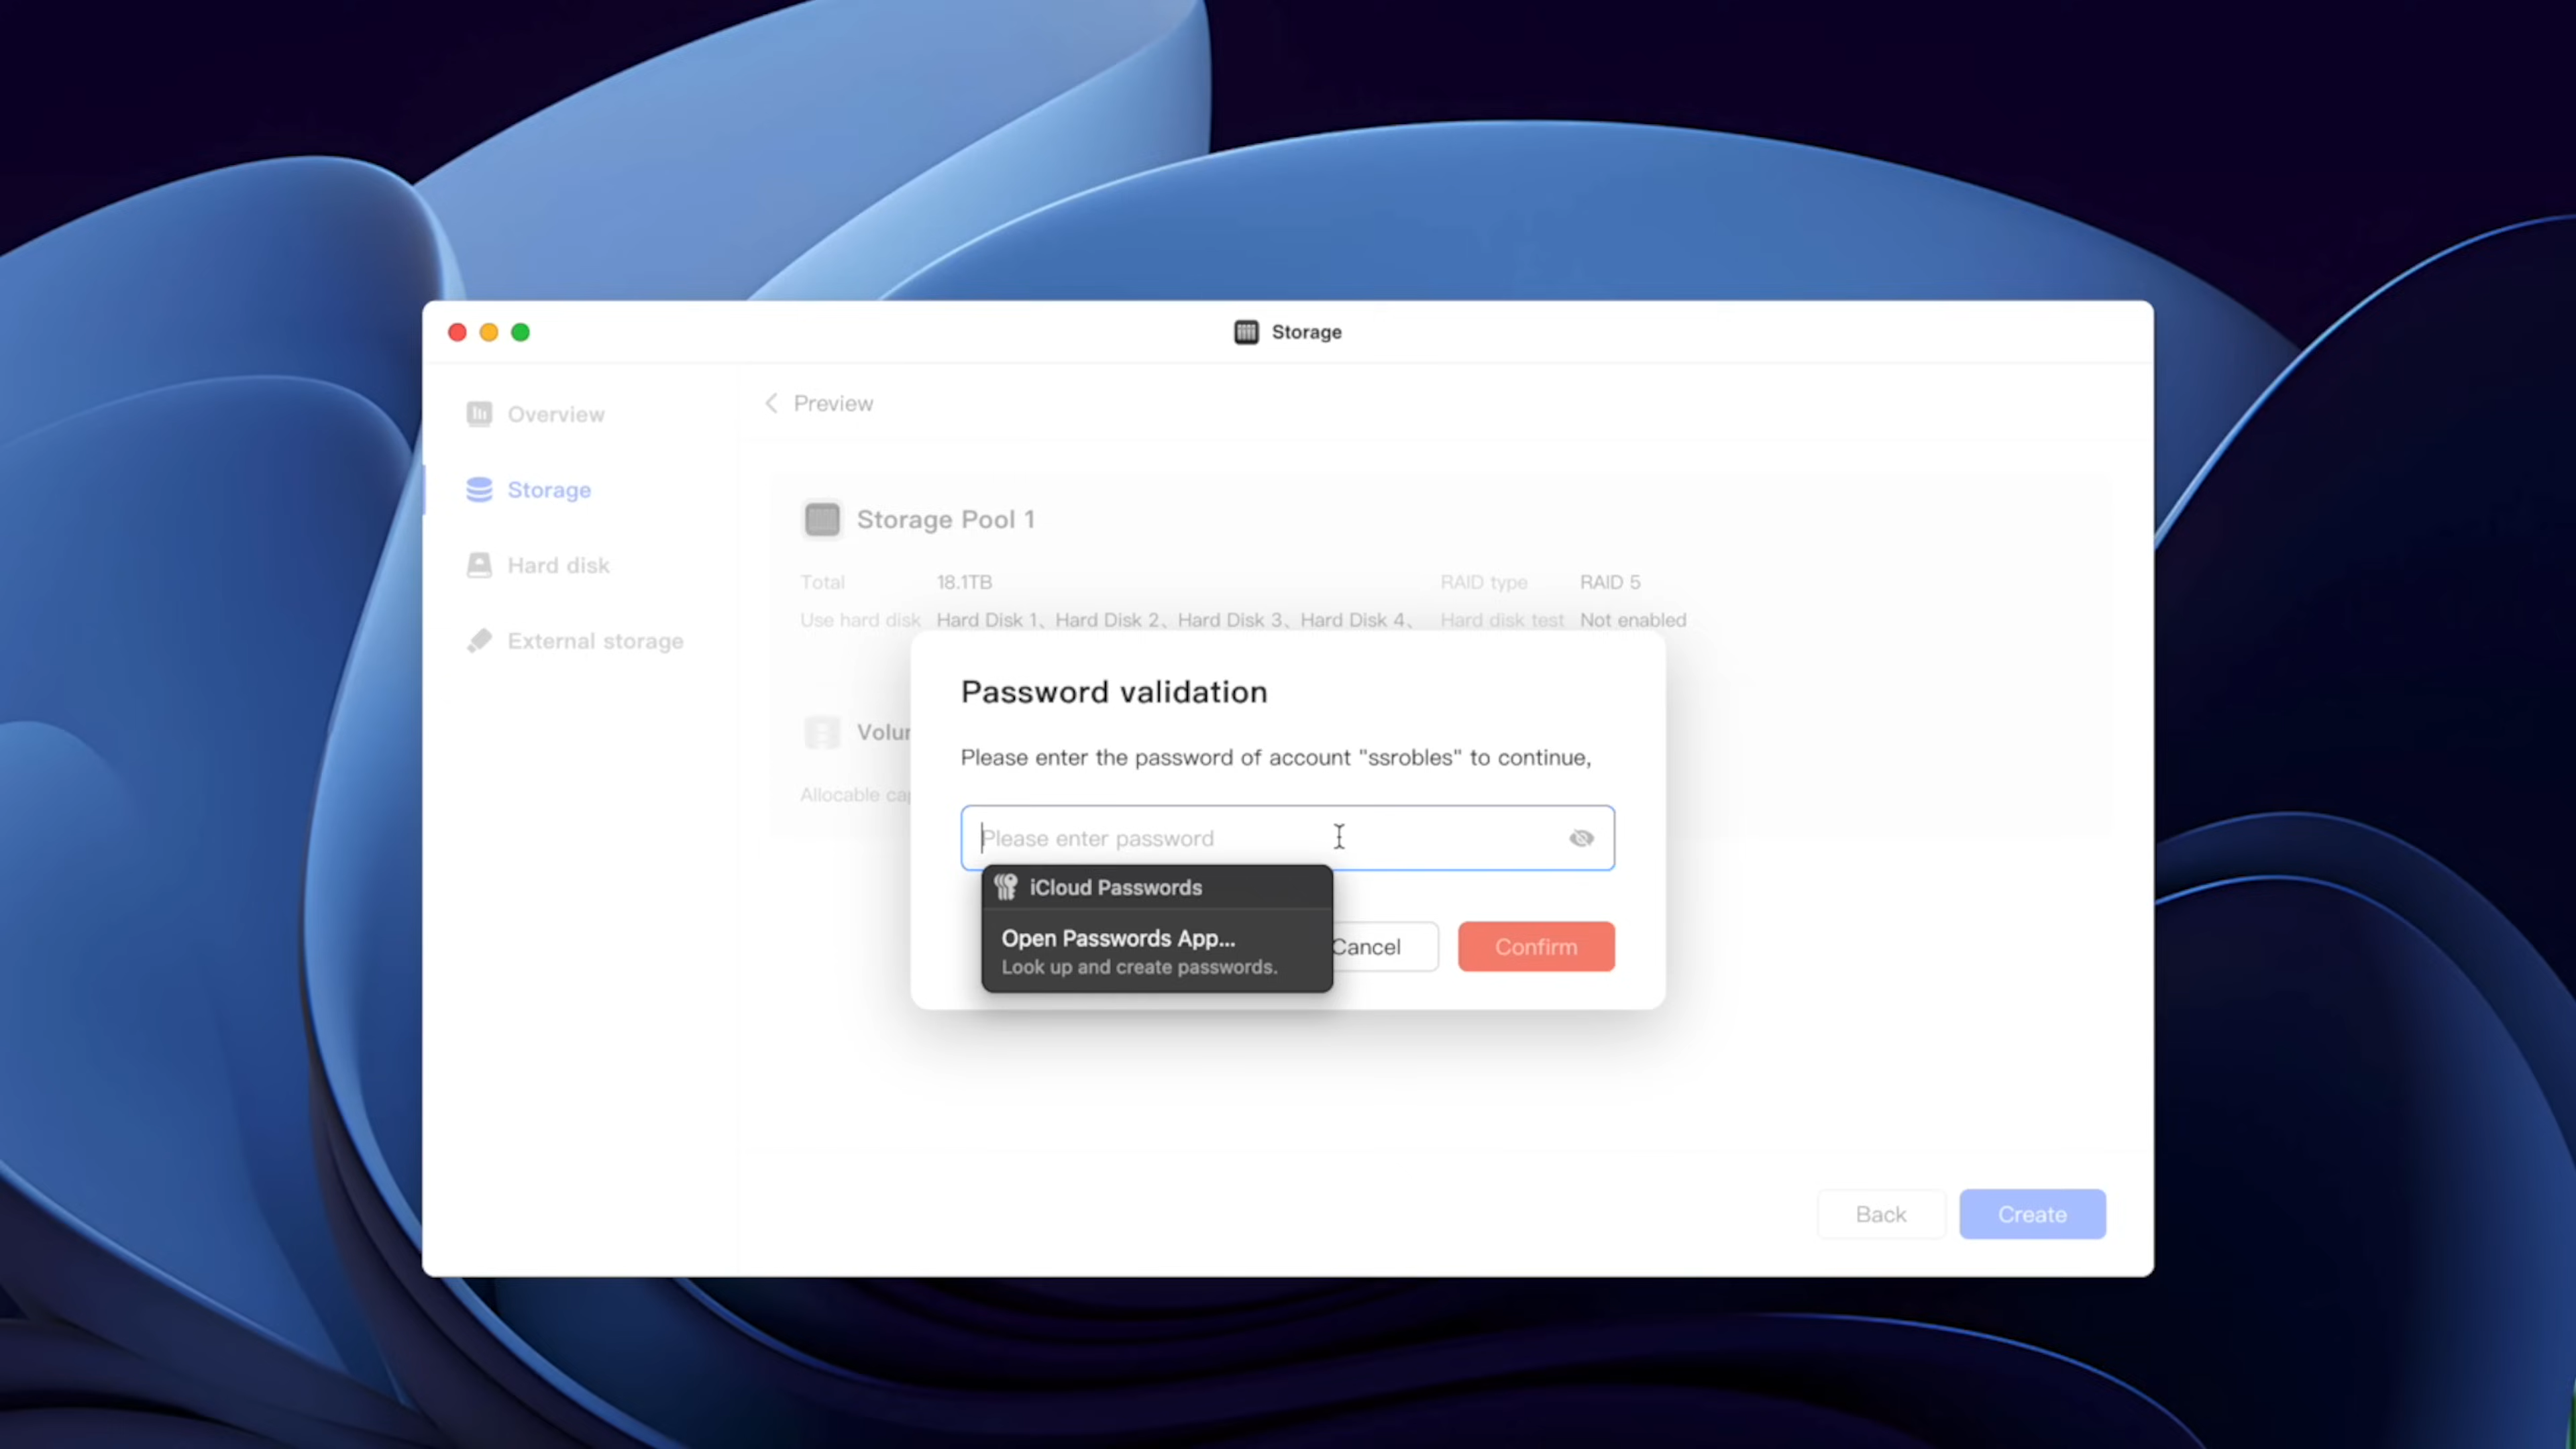 Storage
Overview
Storage
Hard disk
External storage
Preview
Storage Pool 1
Total 18.1TB RAID type RAID 5
Use hard disk Hard Disk 1、Hard Disk 2、Hard Disk 3、Hard Disk 4、 Hard disk test Not enabled
Allocable
Password validation
Please enter the password of account "ssrobles" to continue,
Please enter password
iCloud Passwords
Open Passwords App...
Look up and create passwords.
Cancel
Confirm
Back
Create